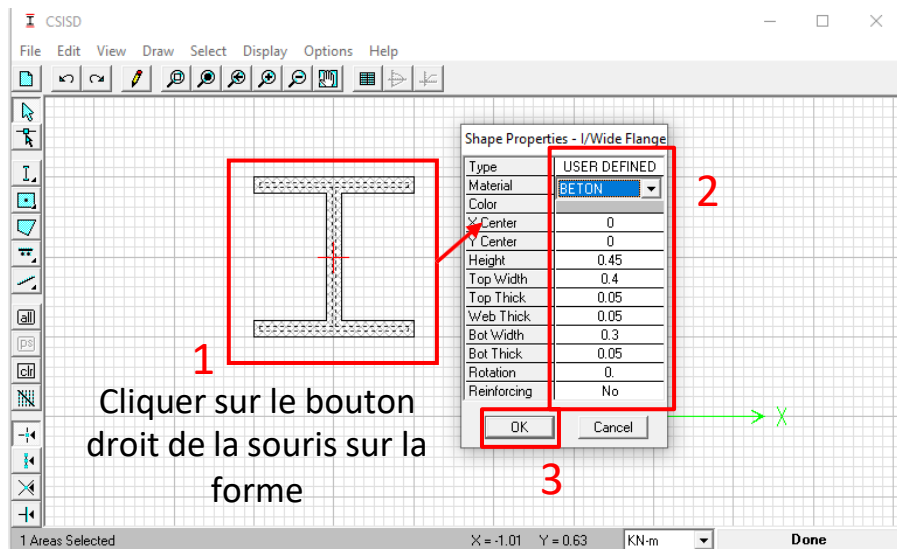 CSISD
File Edit View Draw Select Display Options Help
all
ps
clr
Shape Properties - I/Wide Flange
Type USER DEFINED
Material BETON
Color
X Center 0
Y Center 0
Height 0.45
Top Width 0.4
Top Thick 0.05
Web Thick 0.05
Bot Width 0.3
Bot Thick 0.05
Rotation 0.
Reinforcing No
OK Cancel
1
2
3
Cliquer sur le bouton
droit de la souris sur la
forme
X
1 Areas Selected X = -1.01 Y = 0.63 KN-m Done